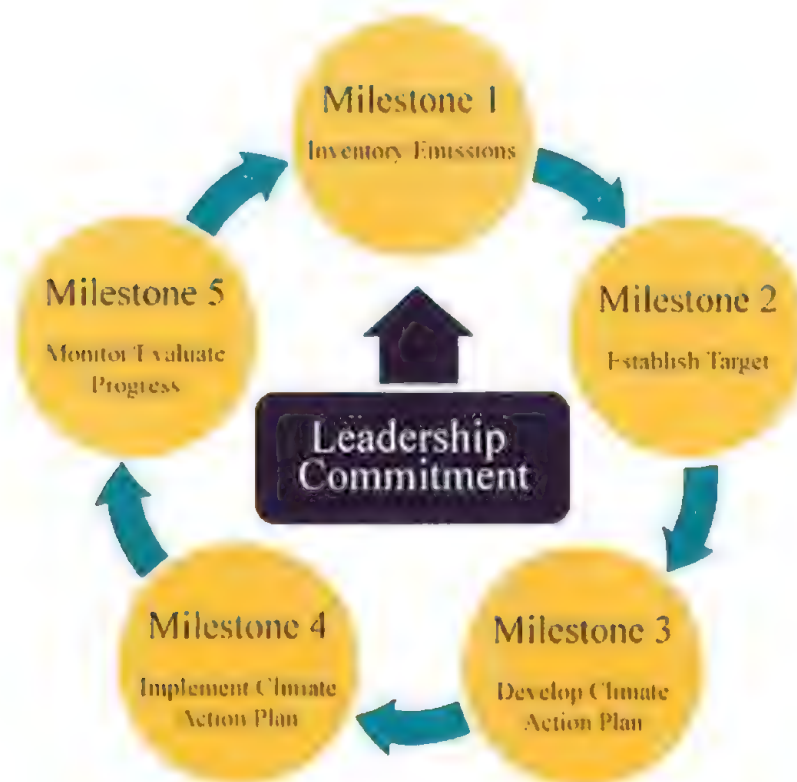 Milestone 1
Inventory Emissions
Milestone 2
Establish Target
Milestone 3
Develop Climate
Action Plan
Milestone 4
Implement Climate
Action Plan
Milestone 5
Monitor/Evaluate
Progress
Leadership
Commitment